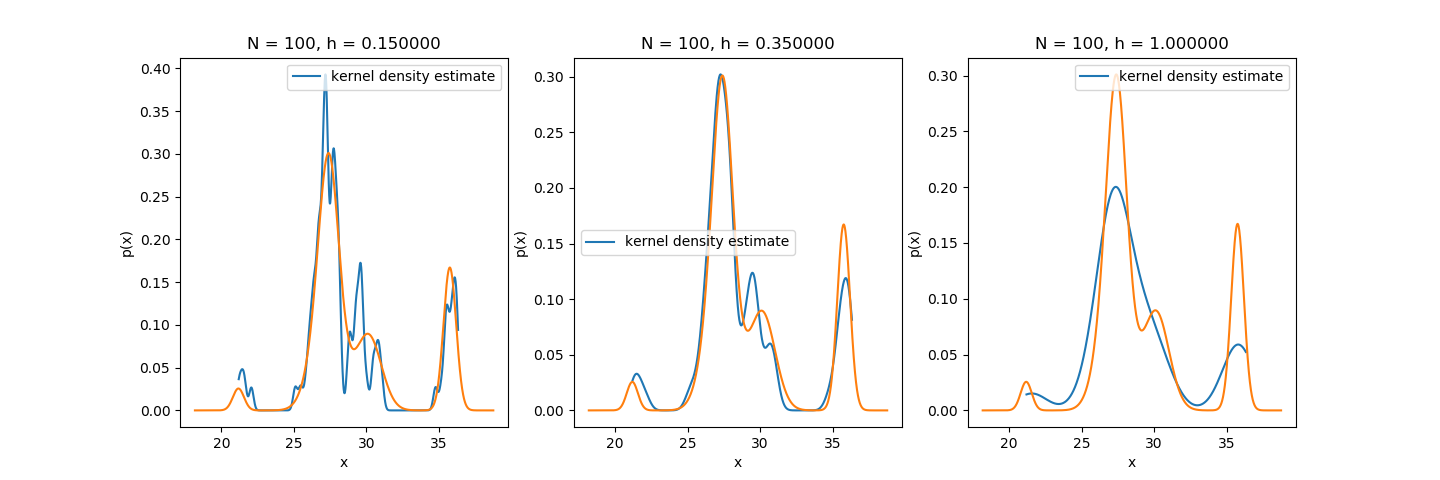 N = 100, h = 0.150000
kernel density estimate
0.40
0.35
0.30
0.25
0.20
0.15
0.10
0.05
0.00
p(x)
20 25 30 35
x
N = 100, h = 0.350000
kernel density estimate
0.30
0.25
0.20
0.15
0.10
0.05
0.00
p(x)
20 25 30 35
x
N = 100, h = 1.000000
kernel density estimate
0.30
0.25
0.20
0.15
0.10
0.05
0.00
p(x)
20 25 30 35
x